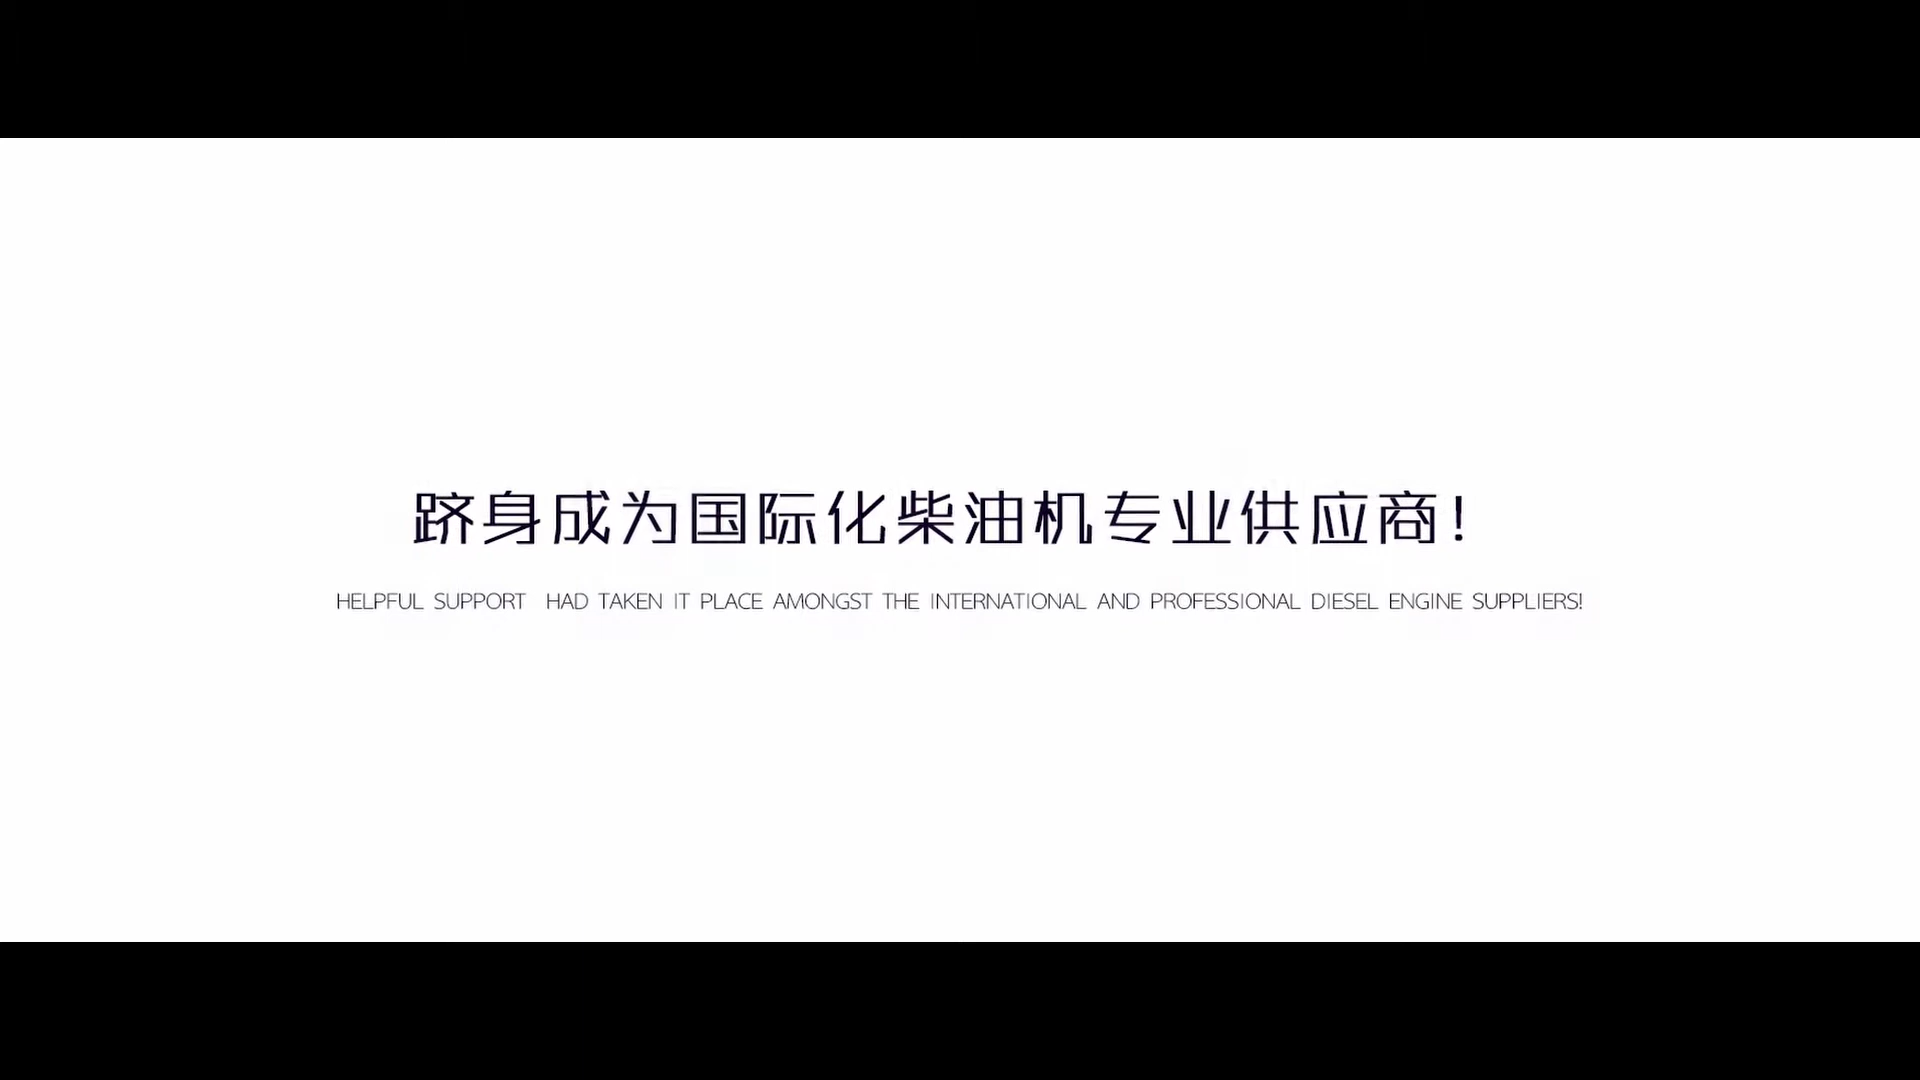 跻身成为国际化柴油机专业供应商!
HELPFUL SUPPORT HAD TAKEN IT PLACE AMONGST THE INTERNATIONAL AND PROFESSIONAL DIESEL ENGINE SUPPLIERS!